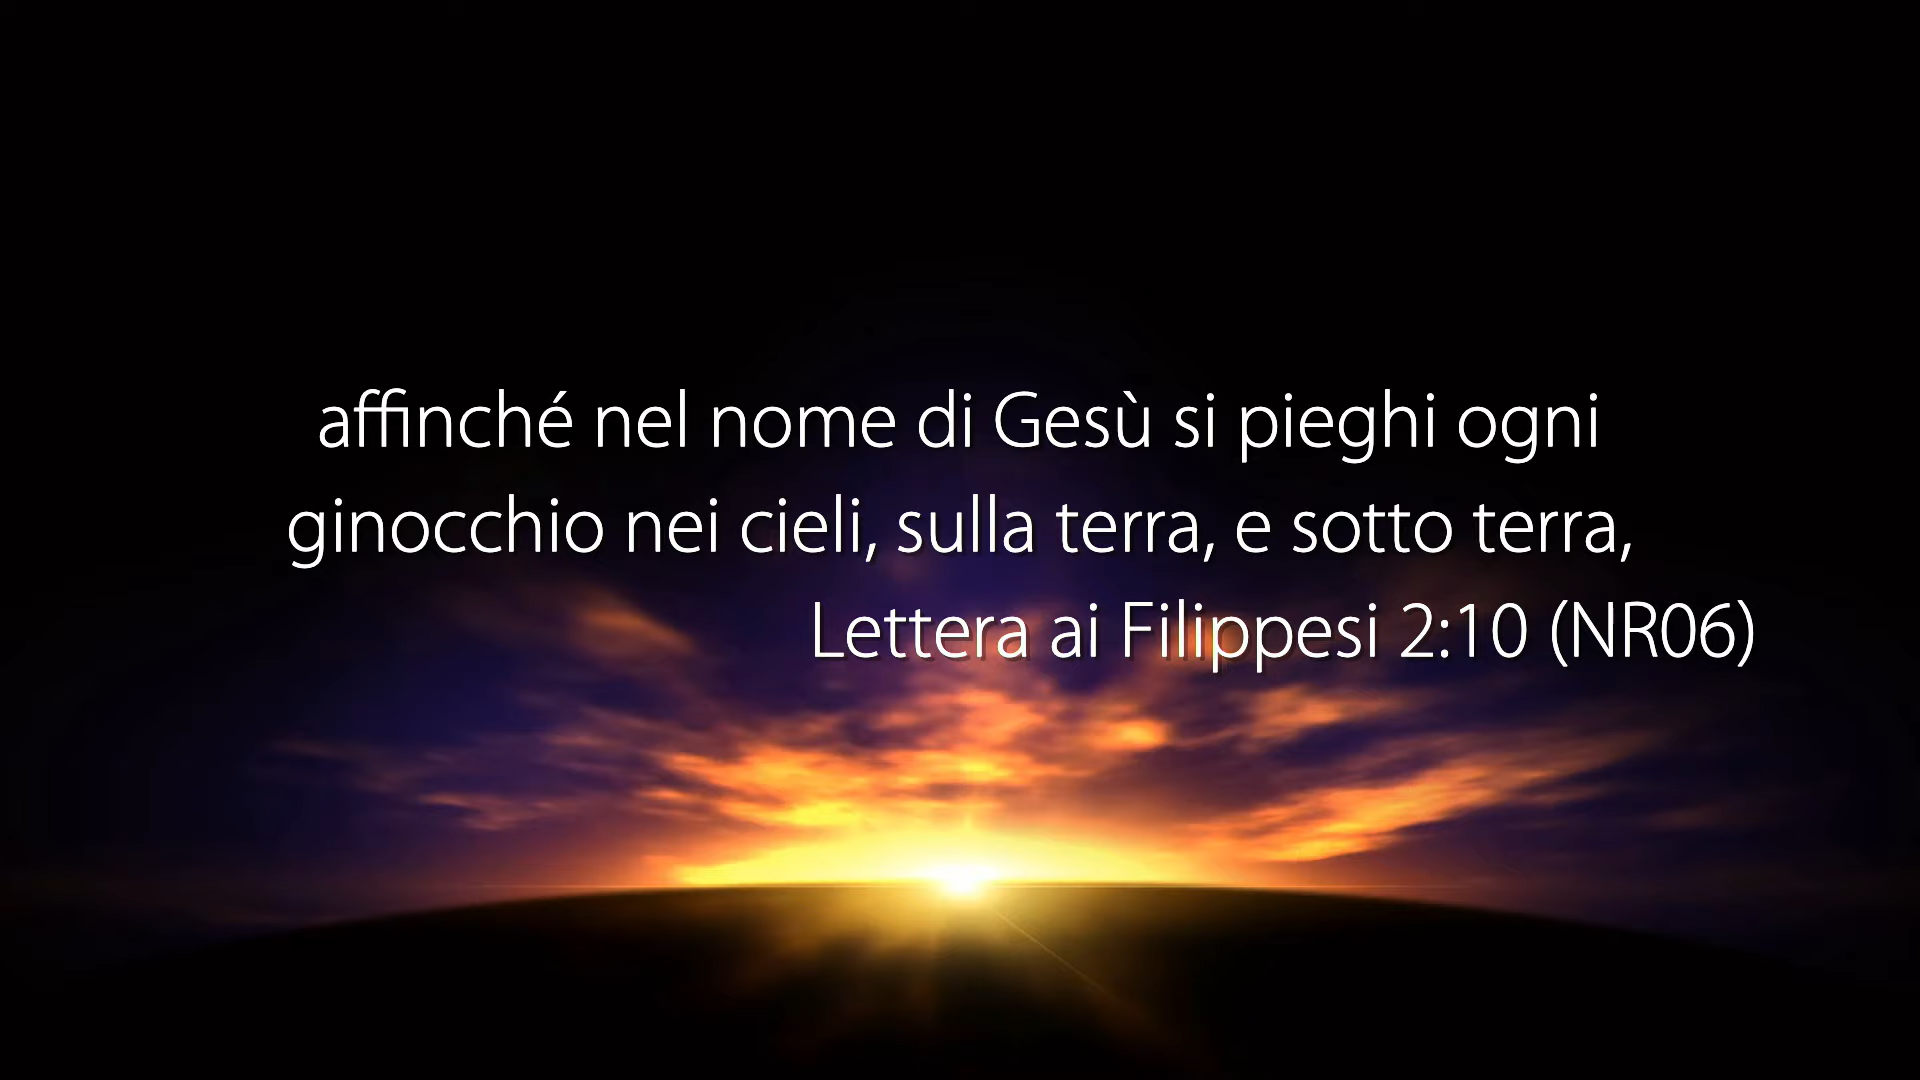 affinché nel nome di Gesù si pieghi ogni
ginocchio nei cieli, sulla terra, e sotto terra,
Lettera ai Filippesi 2:10 (NR06)